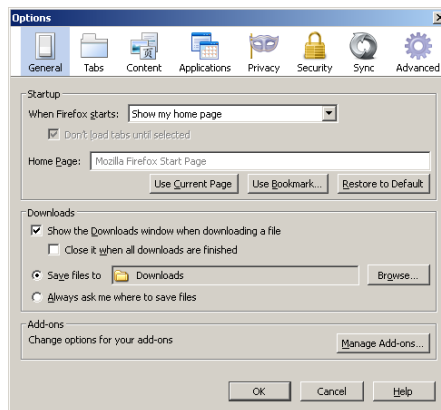 Options
General Tabs Content Applications Privacy Security Sync Advanced
Startup
When Firefox starts: Show my home page
Don't load tabs until selected
Home Page: Mozilla Firefox Start Page
Use Current Page Use Bookmark... Restore to Default
Downloads
Show the Downloads window when downloading a file
Close it when all downloads are finished
Save files to Downloads Browse...
Always ask me where to save files
Add-ons
Change options for your add-ons
Manage Add-ons...
OK Cancel Help